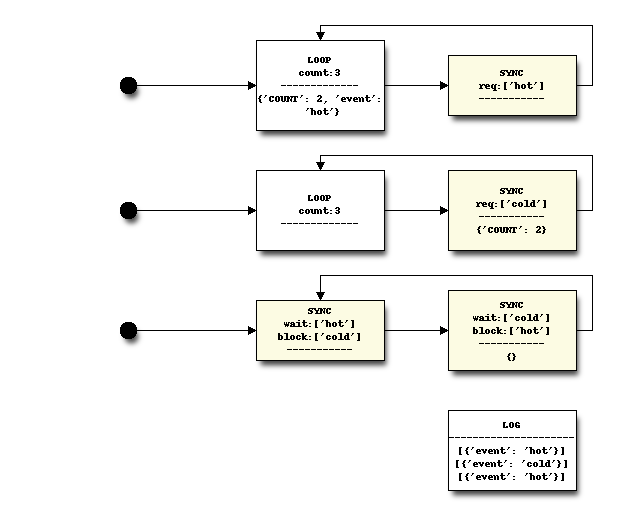 LOOP
count:3
-------------
{'COUNT': 2, 'event':
'hot'}
SYNC
req:['hot']
-----------
LOOP
count:3
-------------
SYNC
req:['cold']
-----------
{'COUNT': 2}
SYNC
wait:['hot']
block:['cold']
-----------
SYNC
wait:['cold']
block:['hot']
-----------
{}
LOG
---------------------
[{'event': 'hot'}]
[{'event': 'cold'}]
[{'event': 'hot'}]